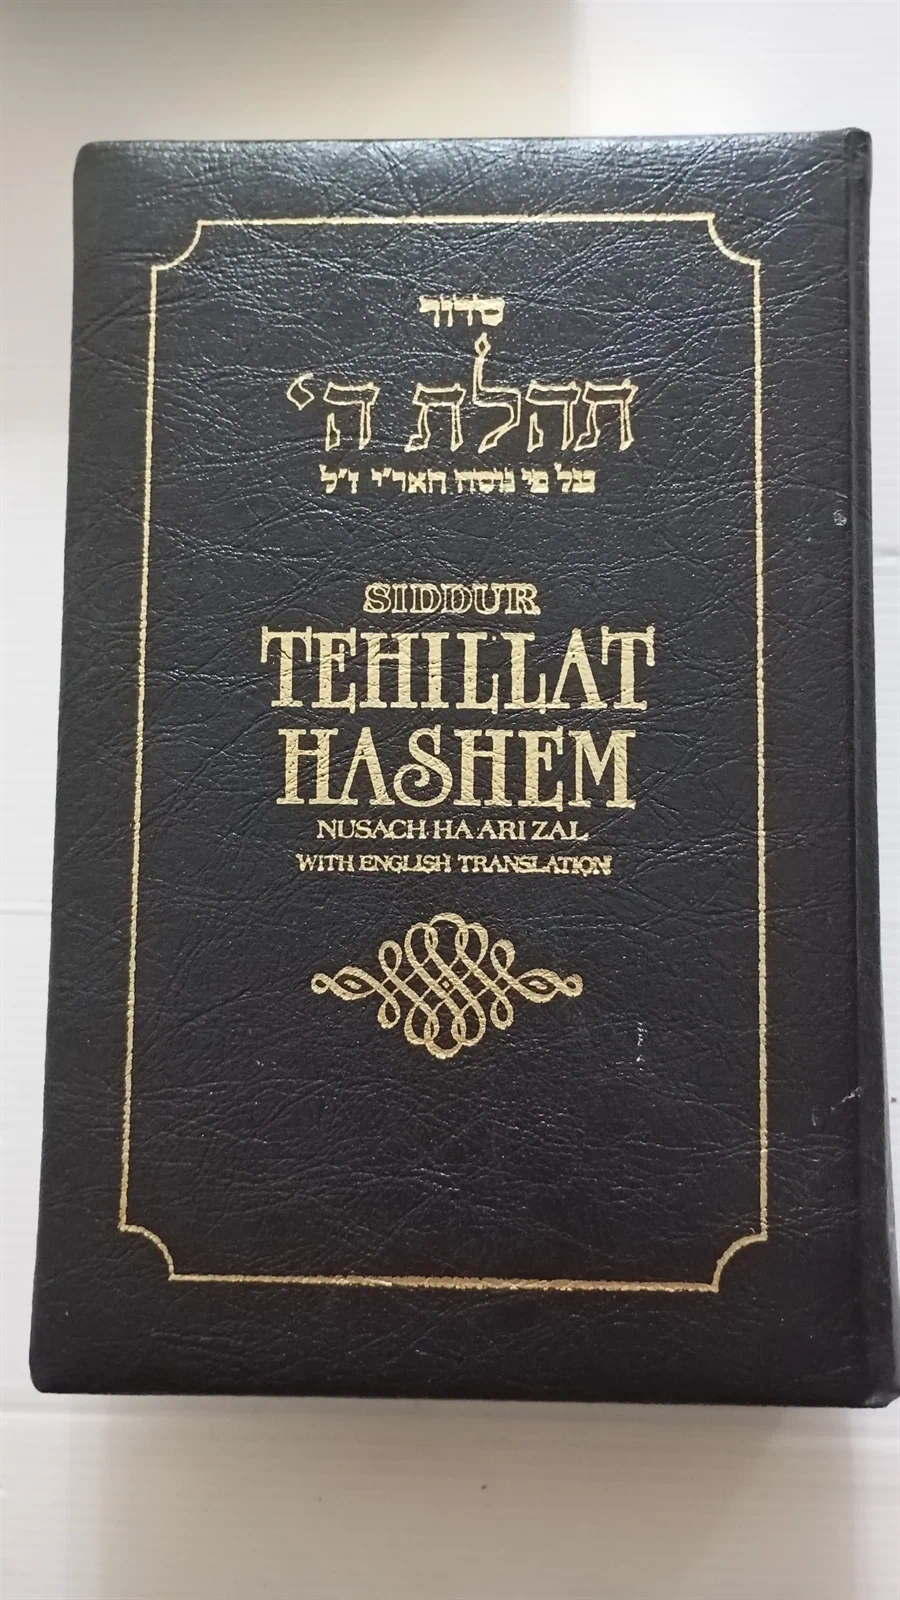 סדור
תהלת ה'
על פי נוסח האר"י ז"ל
SIDDUR
TEHILLAT
HASHEM
NUSACH HA ARI ZAL
WITH ENGLISH TRANSLATION